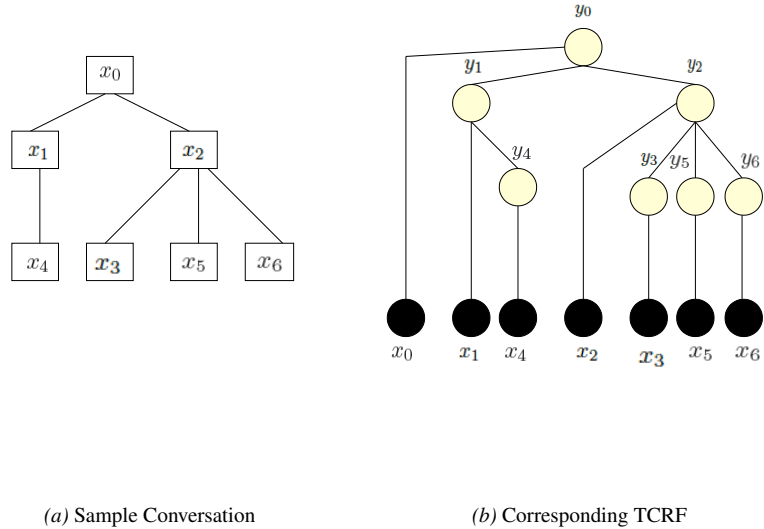 y₀
x₀
y₁
y₂
x₁
x₂
y₄
y₃
y₅
y₆
x₄
x₃
x₅
x₆
x₀
x₁
x₄
x₂
x₃
x₅
x₆
(a) Sample Conversation
(b) Corresponding TCRF